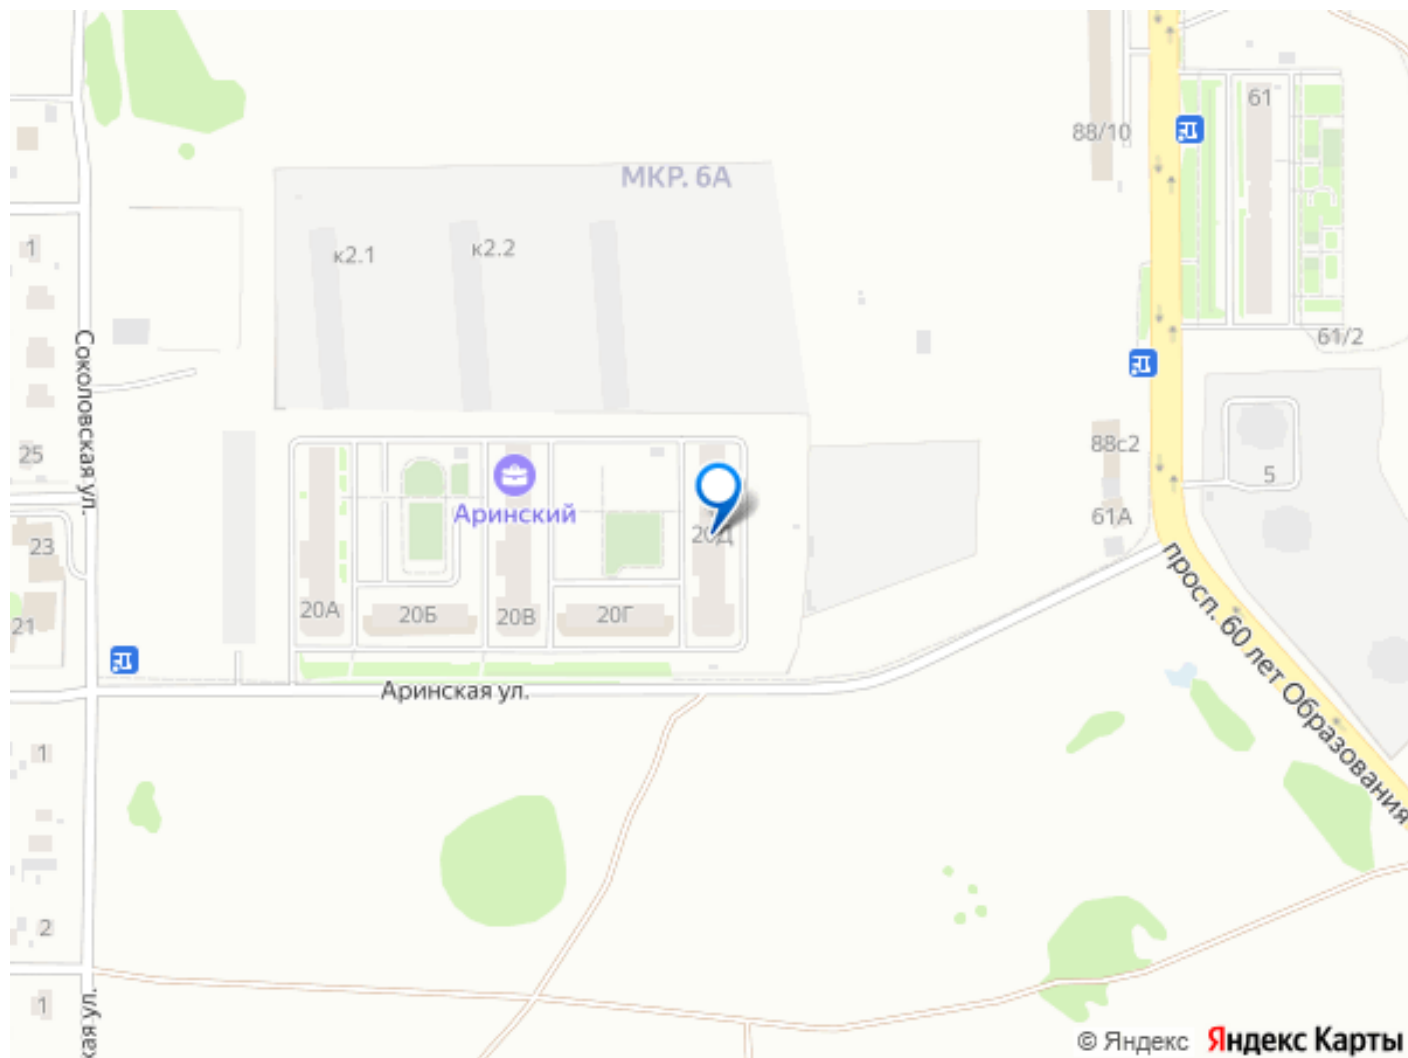 61
88/10
МКР. 6А
1
к2.1
к2.2
61/2
Соколовская ул.
25
88с2
5
Аринский
61А
20Д
23
просп. 60 лет Образования
20А
20Б
20В
20Г
21
Аринская ул.
1
2
1
кая ул.
© Яндекс Яндекс Карты